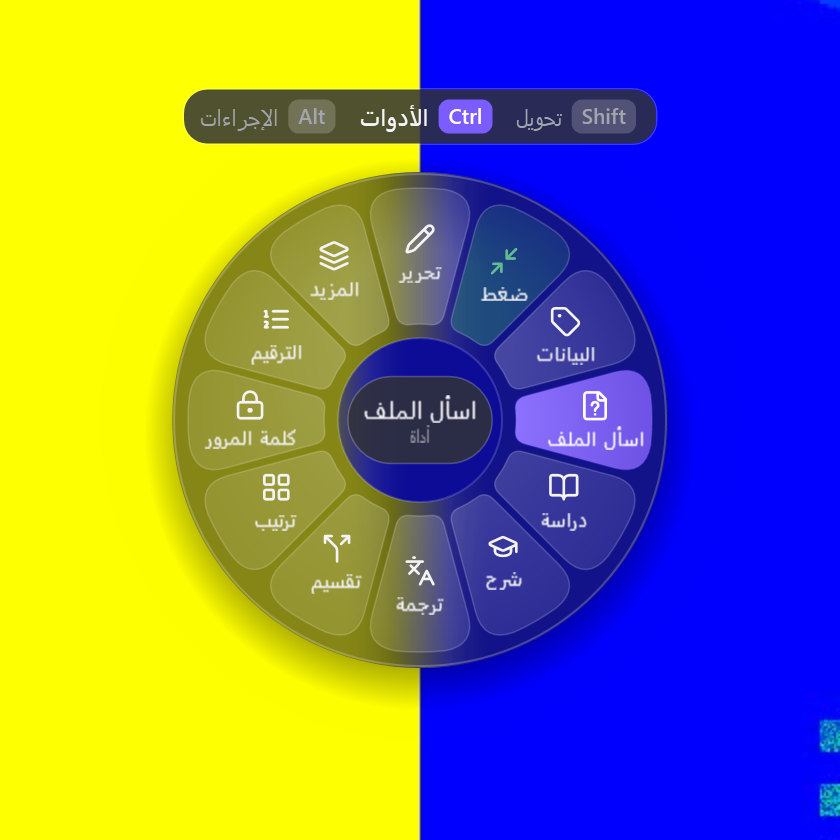 Shift تحويل Ctrl الأدوات Alt الإجراءات
تحرير
ضغط
البيانات
اسأل الملف
دراسة
شرح
ترجمة
تقسيم
ترتيب
كلمة المرور
الترقيم
المزيد
اسأل الملف
أداة